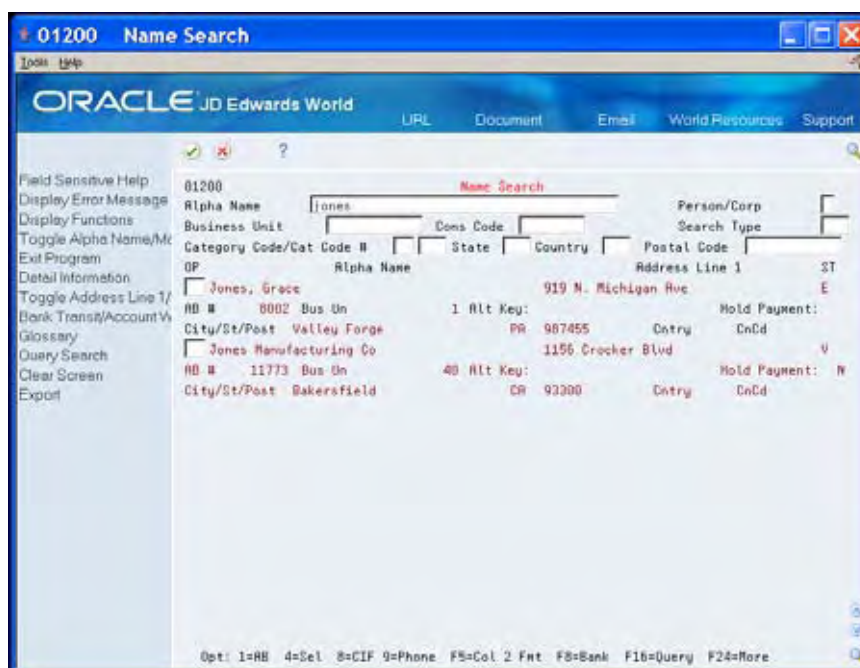 01200 Name Search
Tools Help
ORACLE JD Edwards World
URL Document Email World Resources Support
?
Field Sensitive Help
Display Error Message
Display Functions
Toggle Alpha Name/Mc
Exit Program
Detail Information
Toggle Address Line 1/
Bank Transit/Account
Glossary
Query Search
Clear Screen
Export
01200 Name Search
Alpha Name jones Person/Corp
Business Unit Cons Code Search Type
Category Code/Cat Code # State Country Postal Code
OP Alpha Name Address Line 1 ST
Jones, Grace 919 N. Michigan Ave E
AB # 8002 Bus Un 1 Alt Key: Hold Payment:
City/St/Post Valley Forge PA 987455 Cntry CnCd
Jones Manufacturing Co 1156 Crocker Blvd V
AB # 11773 Bus Un 40 Alt Key: Hold Payment: N
City/St/Post Bakersfield CA 93300 Cntry CnCd
Opt: 1=AB 4=Sel 8=CIF 9=Phone F5=Col 2 Fmt F8=Bank F16=Query F24=More